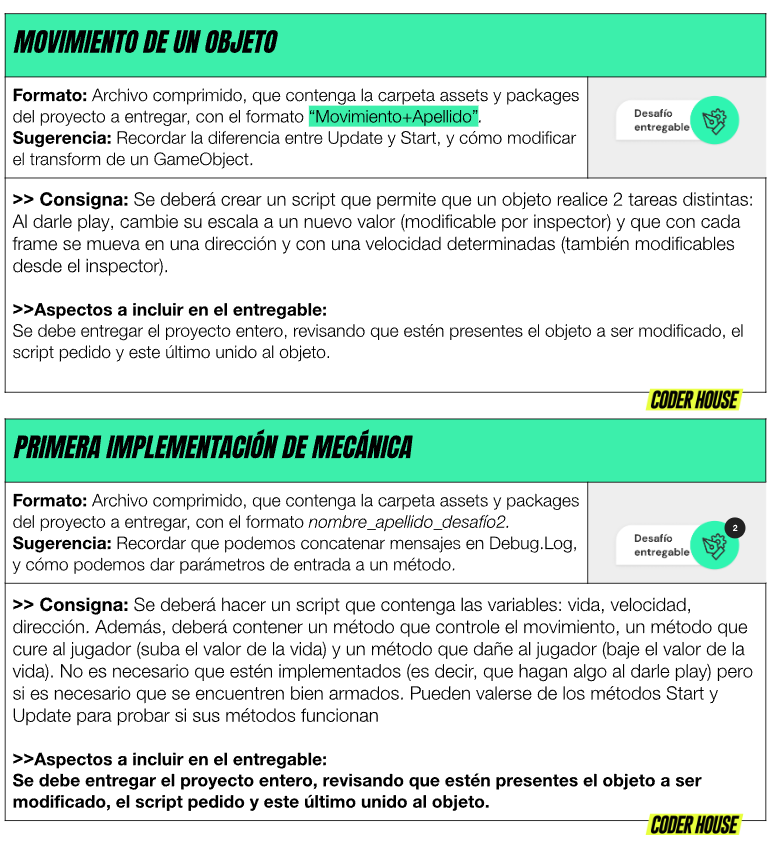 MOVIMIENTO DE UN OBJETO
Formato: Archivo comprimido, que contenga la carpeta assets y packages
del proyecto a entregar, con el formato “Movimiento+Apellido”.
Sugerencia: Recordar la diferencia entre Update y Start, y cómo modificar
el transform de un GameObject.
Desafío
entregable
>> Consigna: Se deberá crear un script que permite que un objeto realice 2 tareas distintas:
Al darle play, cambie su escala a un nuevo valor (modificable por inspector) y que con cada
frame se mueva en una dirección y con una velocidad determinadas (también modificables
desde el inspector).
>>Aspectos a incluir en el entregable:
Se debe entregar el proyecto entero, revisando que estén presentes el objeto a ser modificado, el
script pedido y este último unido al objeto.
CODER HOUSE
PRIMERA IMPLEMENTACIÓN DE MECÁNICA
Formato: Archivo comprimido, que contenga la carpeta assets y packages
del proyecto a entregar, con el formato nombre_apellido_desafío2.
Sugerencia: Recordar que podemos concatenar mensajes en Debug.Log,
y cómo podemos dar parámetros de entrada a un método.
2
Desafío
entregable
>> Consigna: Se deberá hacer un script que contenga las variables: vida, velocidad,
dirección. Además, deberá contener un método que controle el movimiento, un método que
cure al jugador (suba el valor de la vida) y un método que dañe al jugador (baje el valor de la
vida). No es necesario que estén implementados (es decir, que hagan algo al darle play) pero
si es necesario que se encuentren bien armados. Pueden valerse de los métodos Start y
Update para probar si sus métodos funcionan
>>Aspectos a incluir en el entregable:
Se debe entregar el proyecto entero, revisando que estén presentes el objeto a ser
modificado, el script pedido y este último unido al objeto.
CODER HOUSE